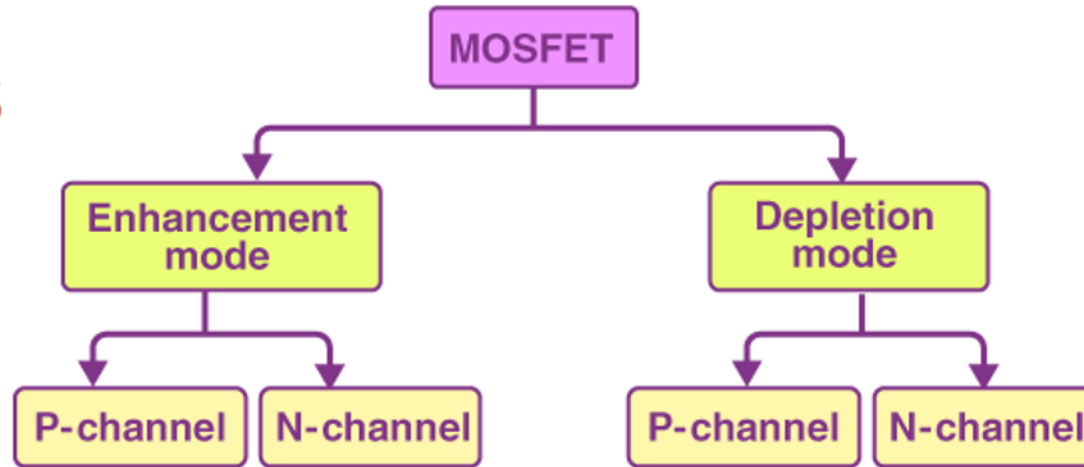 MOSFET
Enhancement
mode
Depletion
mode
P-channel
N-channel
P-channel
N-channel